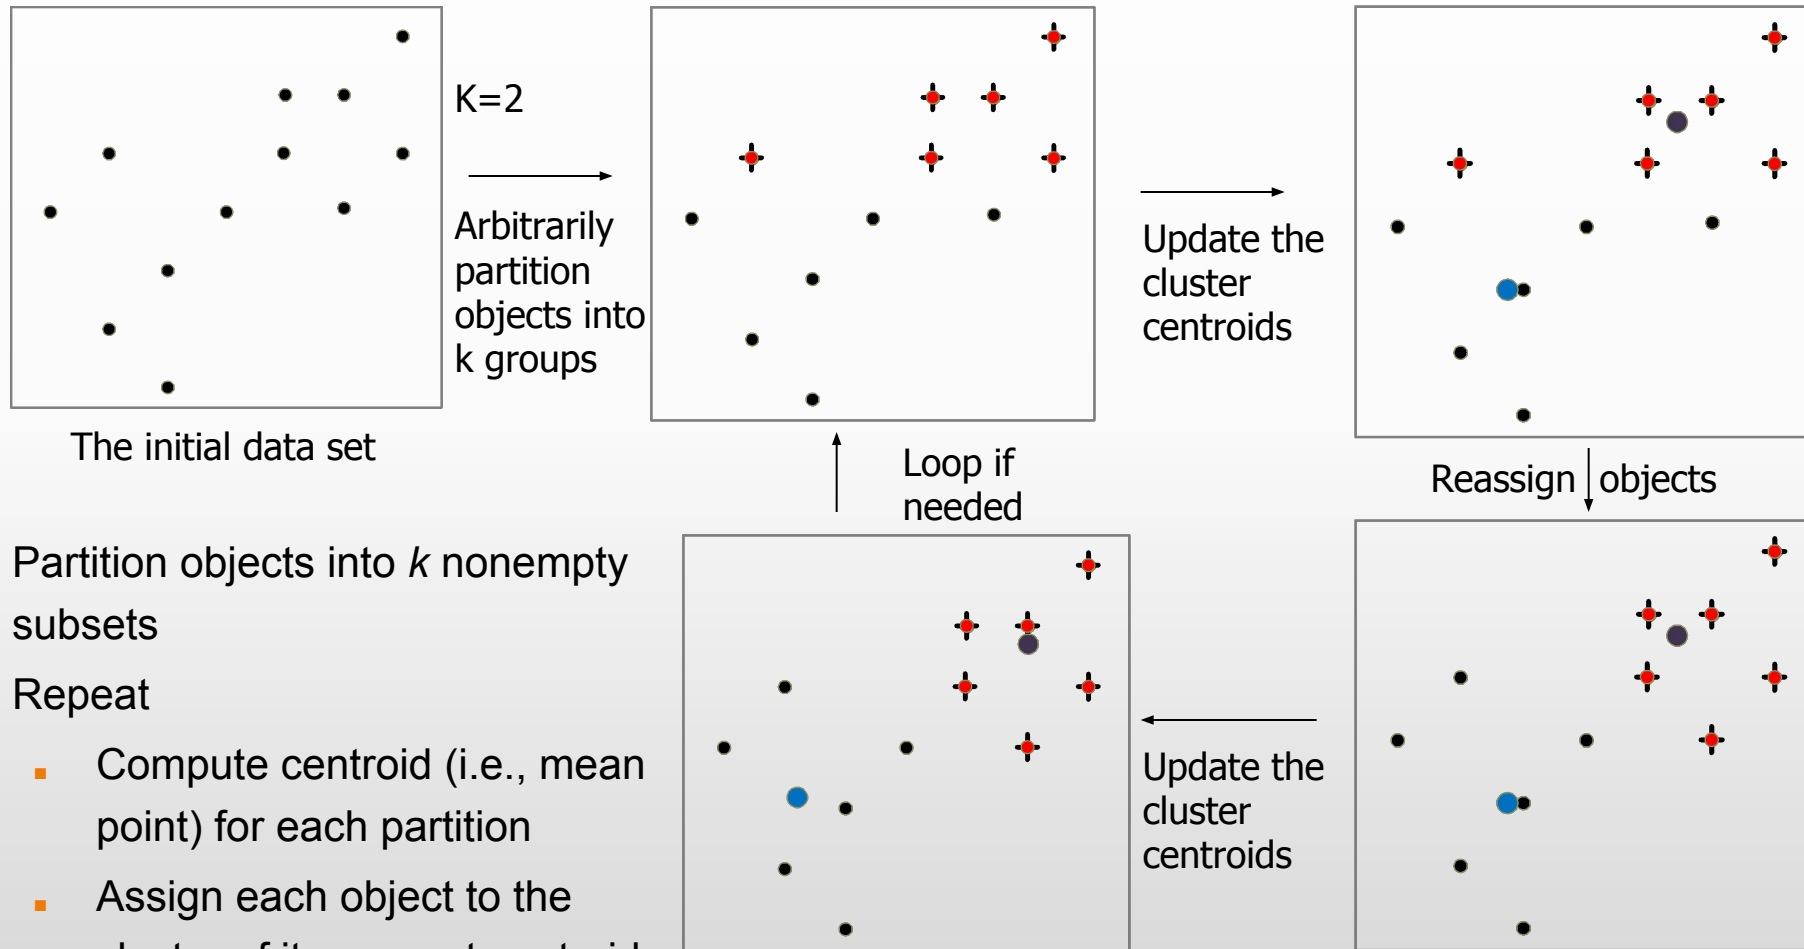 K=2
Arbitrarily
partition
objects into
k groups
The initial data set
Update the
cluster
centroids
Reassign objects
Loop if
needed
Update the
cluster
centroids
Partition objects into k nonempty
subsets
Repeat
Compute centroid (i.e., mean
point) for each partition
Assign each object to the